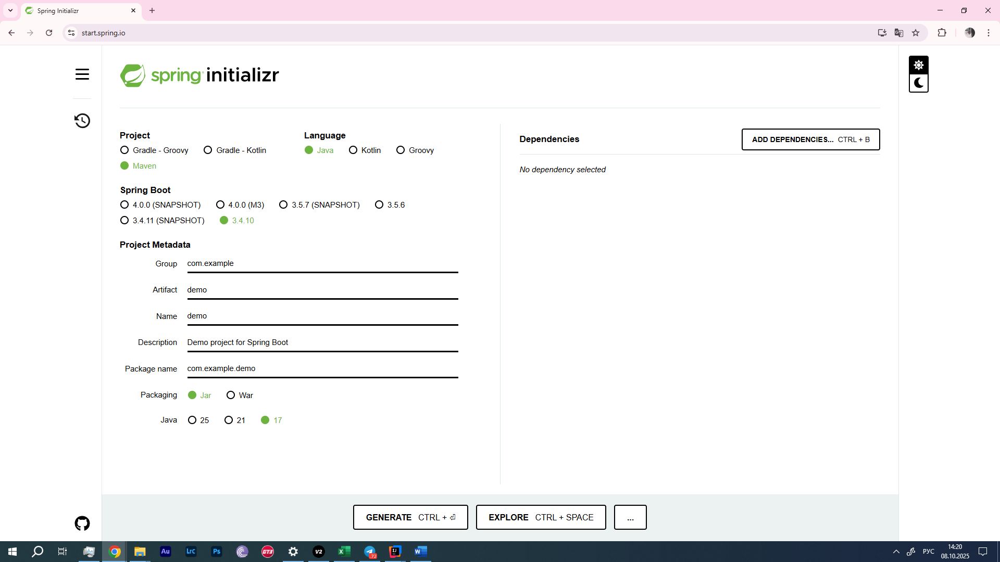 Spring Initializr
start.spring.io
spring initializr
Project
Gradle - Groovy Gradle - Kotlin
Maven
Language
Java Kotlin Groovy
Spring Boot
4.0.0 (SNAPSHOT) 4.0.0 (M3) 3.5.7 (SNAPSHOT) 3.5.6
3.4.11 (SNAPSHOT) 3.4.10
Project Metadata
Group com.example
Artifact demo
Name demo
Description Demo project for Spring Boot
Package name com.example.demo
Packaging Jar War
Java 25 21 17
Dependencies
ADD DEPENDENCIES... CTRL + B
No dependency selected
GENERATE CTRL + ⏎
EXPLORE CTRL + SPACE
...
Au Lrc Ps GT3 V2 X 72 IJ W
РУС
14:20
08.10.2025